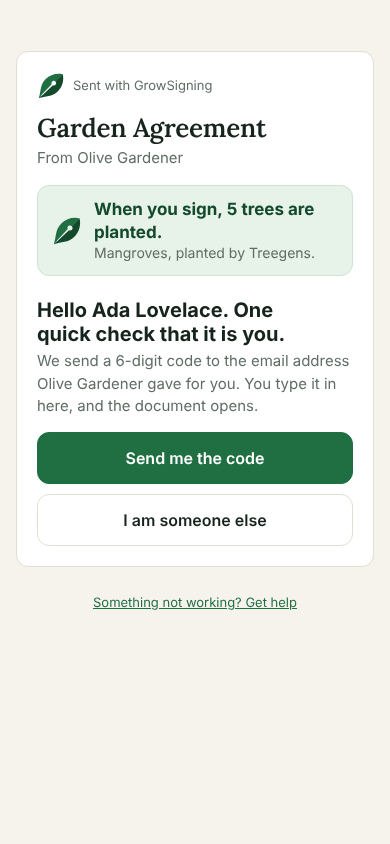 Sent with GrowSigning
Garden Agreement
From Olive Gardener
When you sign, 5 trees are
planted.
Mangroves, planted by Treegens.
Hello Ada Lovelace. One
quick check that it is you.
We send a 6-digit code to the email address
Olive Gardener gave for you. You type it in
here, and the document opens.
Send me the code
I am someone else
Something not working? Get help